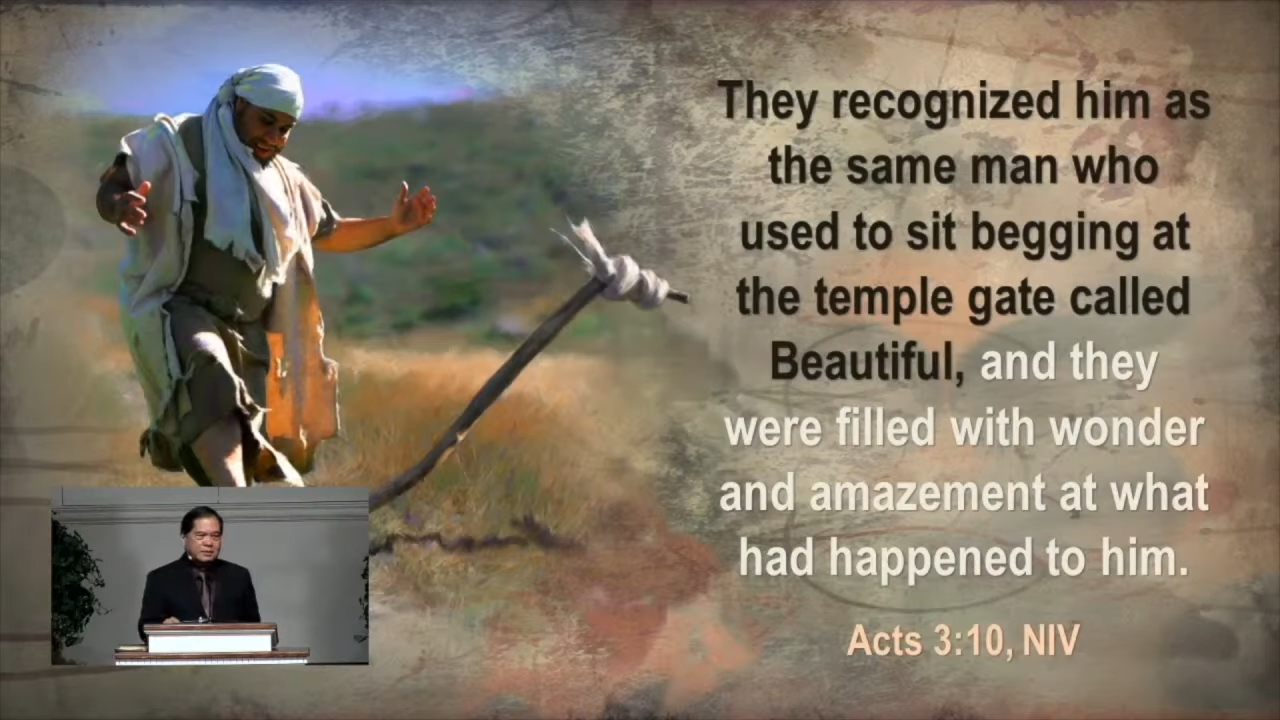 They recognized him as
the same man who
used to sit begging at
the temple gate called
Beautiful, and they
were filled with wonder
and amazement at what
had happened to him.
Acts 3:10, NIV